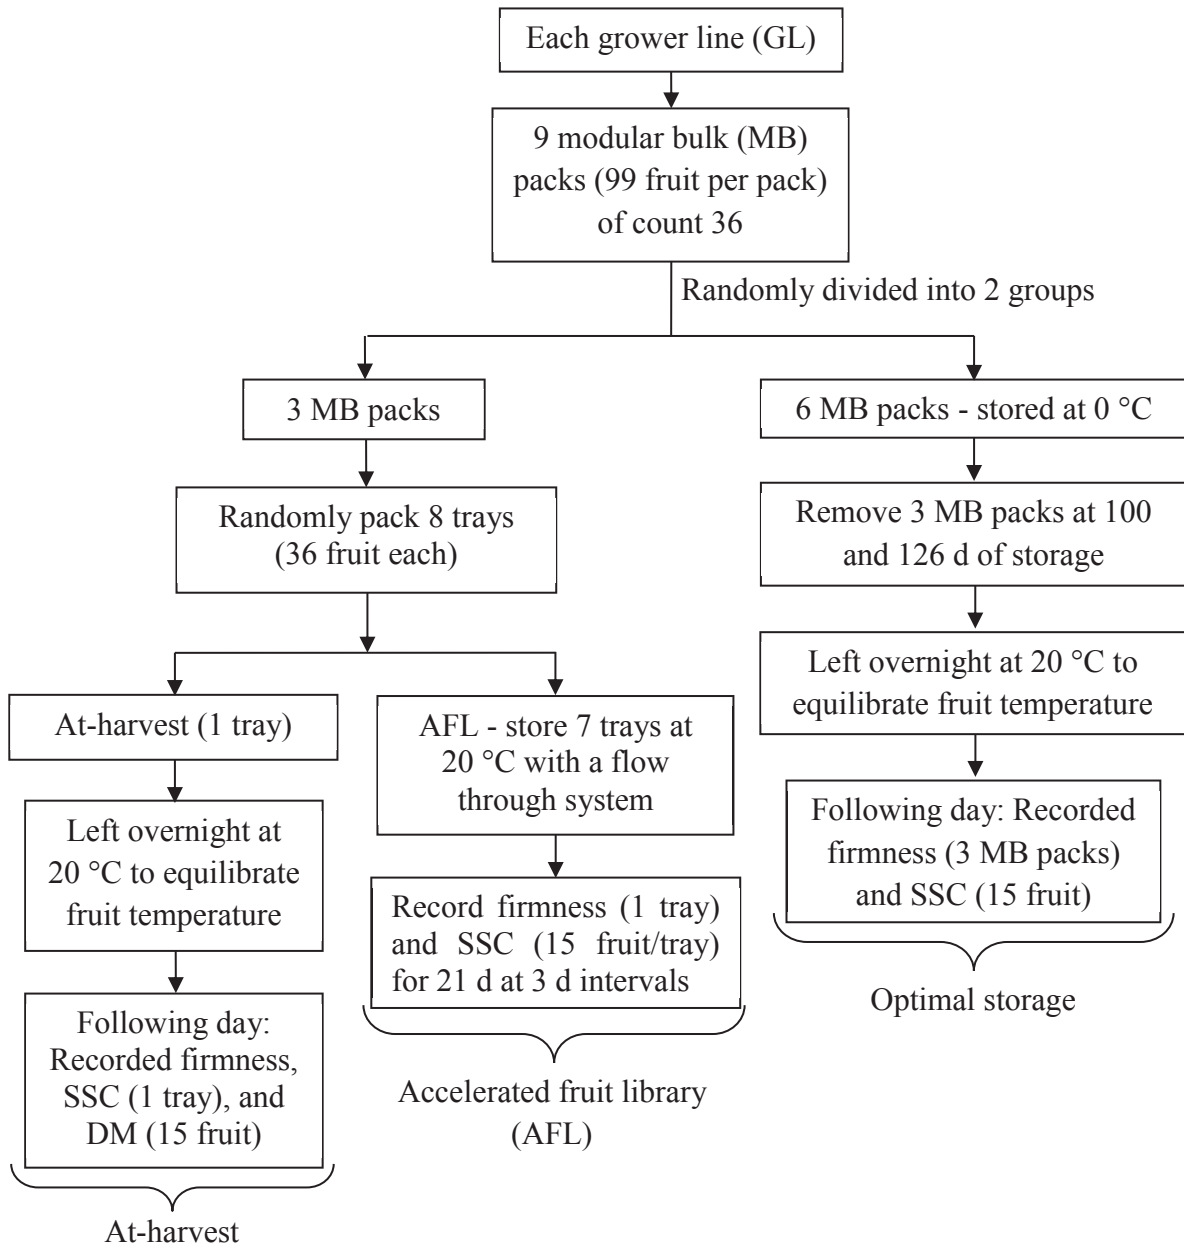 Each grower line (GL)
9 modular bulk (MB)
packs (99 fruit per pack)
of count 36
Randomly divided into 2 groups
3 MB packs
6 MB packs - stored at 0 °C
Randomly pack 8 trays
(36 fruit each)
Remove 3 MB packs at 100
and 126 d of storage
At-harvest (1 tray)
AFL - store 7 trays at
20 °C with a flow
through system
Left overnight at 20 °C to
equilibrate fruit temperature
Left overnight at
20 °C to equilibrate
fruit temperature
Record firmness (1 tray)
and SSC (15 fruit/tray)
for 21 d at 3 d intervals
Following day: Recorded
firmness (3 MB packs)
and SSC (15 fruit)
Following day:
Recorded firmness,
SSC (1 tray), and
DM (15 fruit)
Accelerated fruit library
(AFL)
Optimal storage
At-harvest